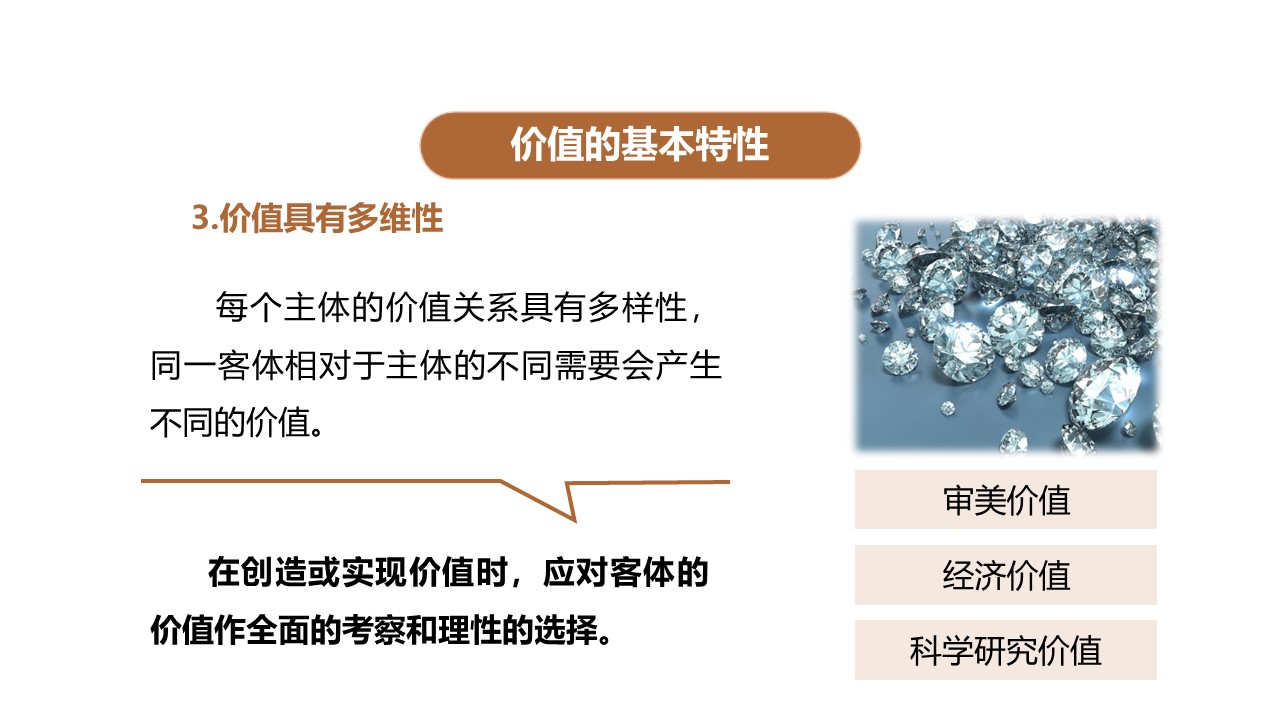 价值的基本特性
3.价值具有多维性
每个主体的价值关系具有多样性，
同一客体相对于主体的不同需要会产生
不同的价值。
在创造或实现价值时，应对客体的
价值作全面的考察和理性的选择。
审美价值
经济价值
科学研究价值